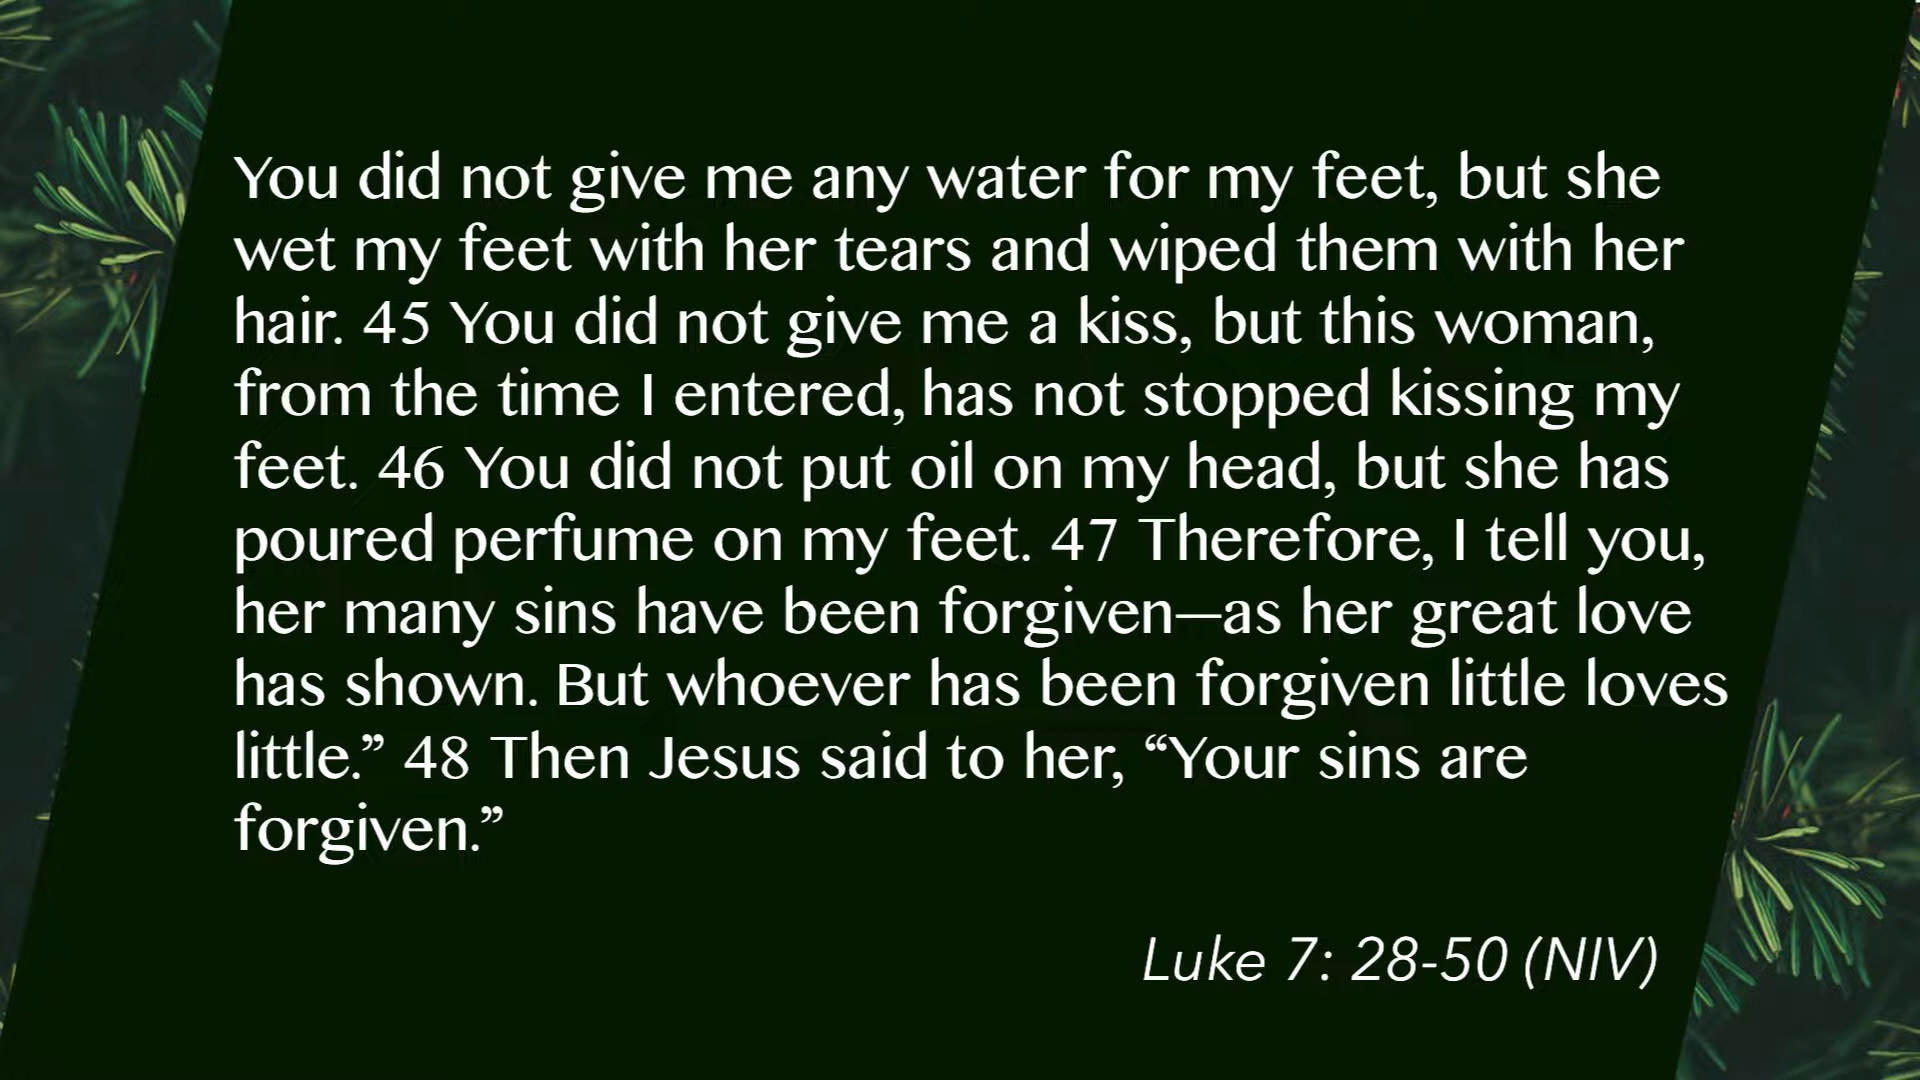 You did not give me any water for my feet, but she
wet my feet with her tears and wiped them with her
hair. 45 You did not give me a kiss, but this woman,
from the time I entered, has not stopped kissing my
feet. 46 You did not put oil on my head, but she has
poured perfume on my feet. 47 Therefore, I tell you,
her many sins have been forgiven—as her great love
has shown. But whoever has been forgiven little loves
little.” 48 Then Jesus said to her, “Your sins are
forgiven.”
Luke 7: 28-50 (NIV)